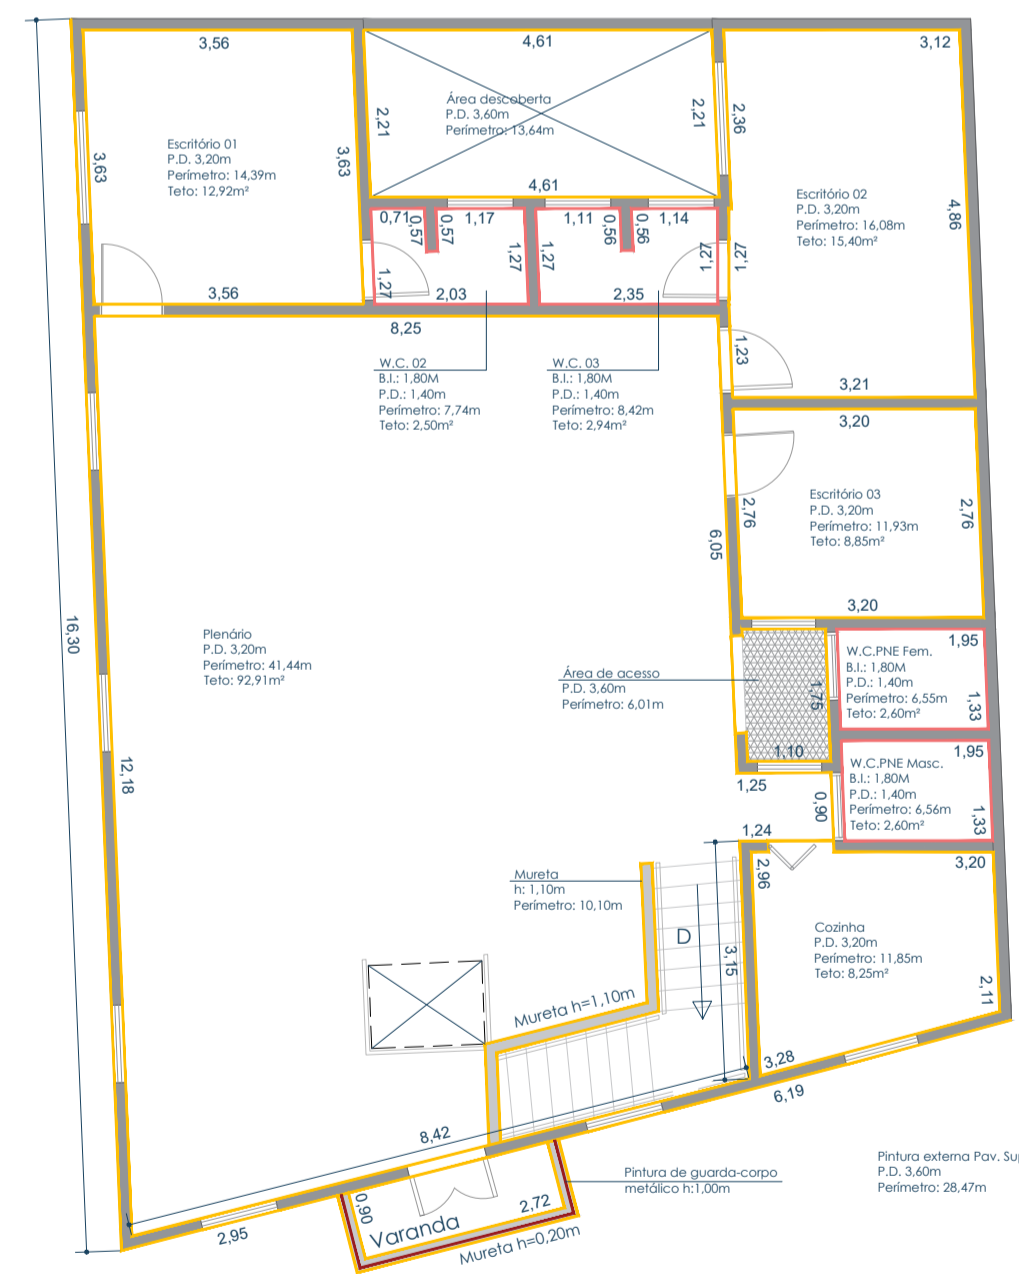 3,56
4,61
3,12
Área descoberta
P.D. 3,60m
Perímetro: 13,64m
2,21
2,21
2,36
Escritório 01
P.D. 3,20m
Perímetro: 14,39m
Teto: 12,92m²
3,63
3,63
4,61
Escritório 02
P.D. 3,20m
Perímetro: 16,08m
Teto: 15,40m²
4,86
0,71
0,57
0,57
1,17
1,11
0,56
0,56
1,14
1,27
1,27
1,27
1,27
1,27
3,56
2,03
2,35
8,25
W.C. 02
B.I.: 1,80M
P.D.: 1,40m
Perímetro: 7,74m
Teto: 2,50m²
W.C. 03
B.I.: 1,80M
P.D.: 1,40m
Perímetro: 8,42m
Teto: 2,94m²
1,23
3,21
3,20
Escritório 03
P.D. 3,20m
Perímetro: 11,93m
Teto: 8,85m²
2,76
2,76
6,05
3,20
16,30
Plenário
P.D. 3,20m
Perímetro: 41,44m
Teto: 92,91m²
Área de acesso
P.D. 3,60m
Perímetro: 6,01m
1,75
1,10
1,95
W.C.PNE Fem.
B.I.: 1,80M
P.D.: 1,40m
Perímetro: 6,55m
Teto: 2,60m²
1,33
1,95
W.C.PNE Masc.
B.I.: 1,80M
P.D.: 1,40m
Perímetro: 6,56m
Teto: 2,60m²
1,33
12,18
1,25
0,90
1,24
2,96
3,20
Mureta
h: 1,10m
Perímetro: 10,10m
D
3,15
Cozinha
P.D. 3,20m
Perímetro: 11,85m
Teto: 8,25m²
2,11
Mureta h=1,10m
3,28
6,19
8,42
Pintura externa Pav. Su
P.D. 3,60m
Perímetro: 28,47m
Pintura de guarda-corpo
metálico h:1,00m
0,90
2,72
Varanda
2,95
Mureta h=0,20m